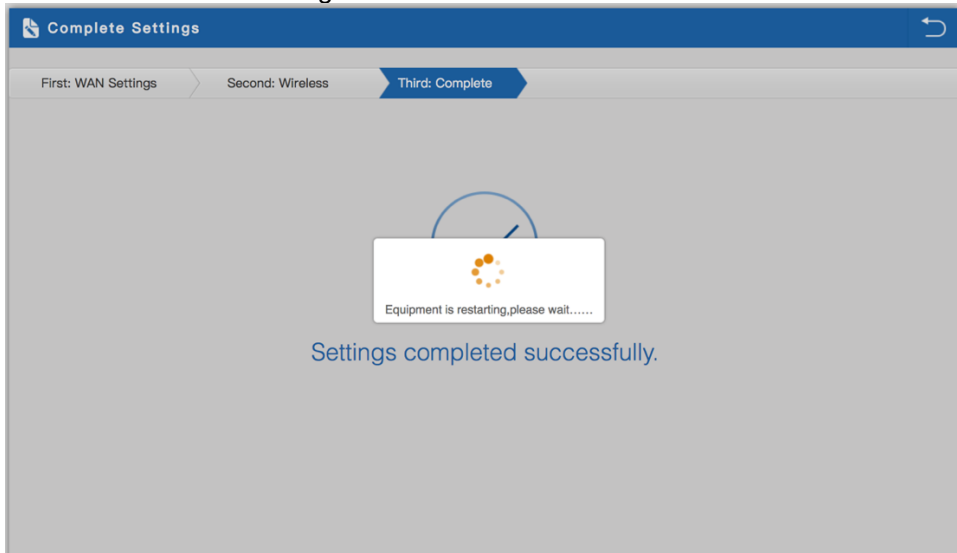 Complete Settings
First: WAN Settings Second: Wireless Third: Complete
Equipment is restarting,please wait......
Settings completed successfully.